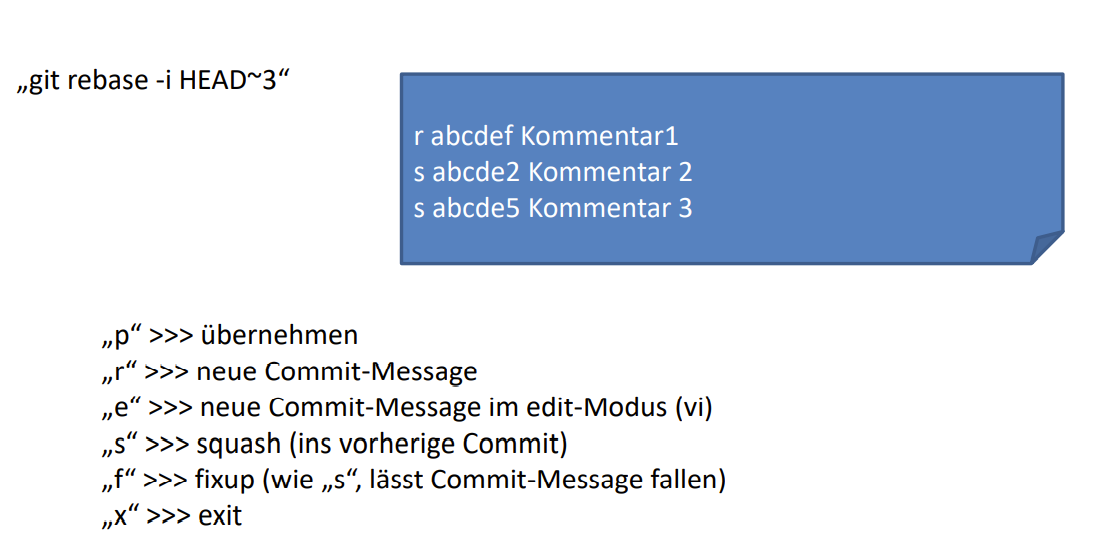 „git rebase -i HEAD~3“
r abcdef Kommentar1
s abcde2 Kommentar 2
s abcde5 Kommentar 3
„p“ >>> übernehmen
„r“ >>> neue Commit-Message
„e“ >>> neue Commit-Message im edit-Modus (vi)
„s“ >>> squash (ins vorherige Commit)
„f“ >>> fixup (wie „s“, lässt Commit-Message fallen)
„x“ >>> exit